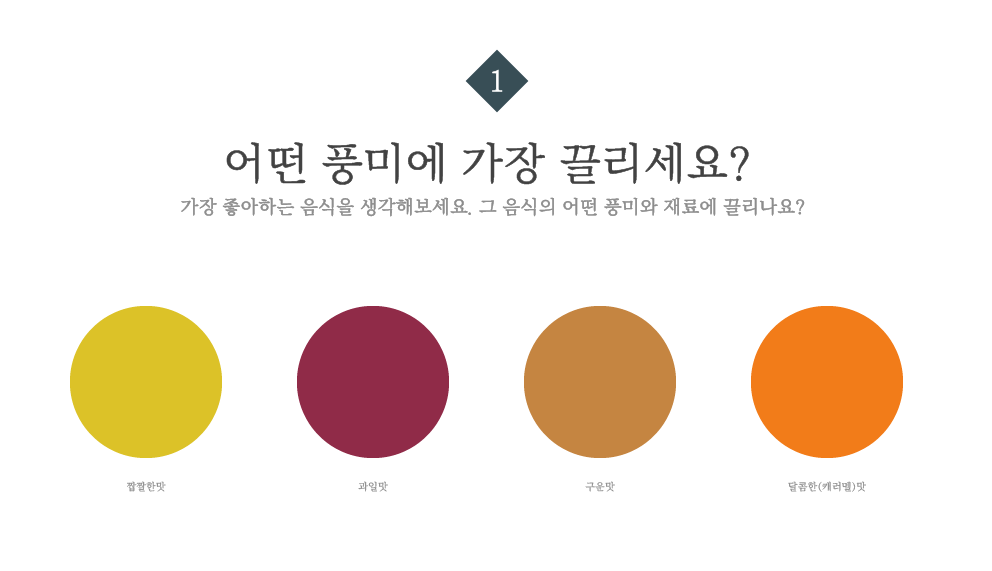 1
어떤 풍미에 가장 끌리세요?
가장 좋아하는 음식을 생각해보세요. 그 음식의 어떤 풍미와 재료에 끌리나요?
짭짤한맛
과일맛
구운맛
달콤한(캐러멜)맛